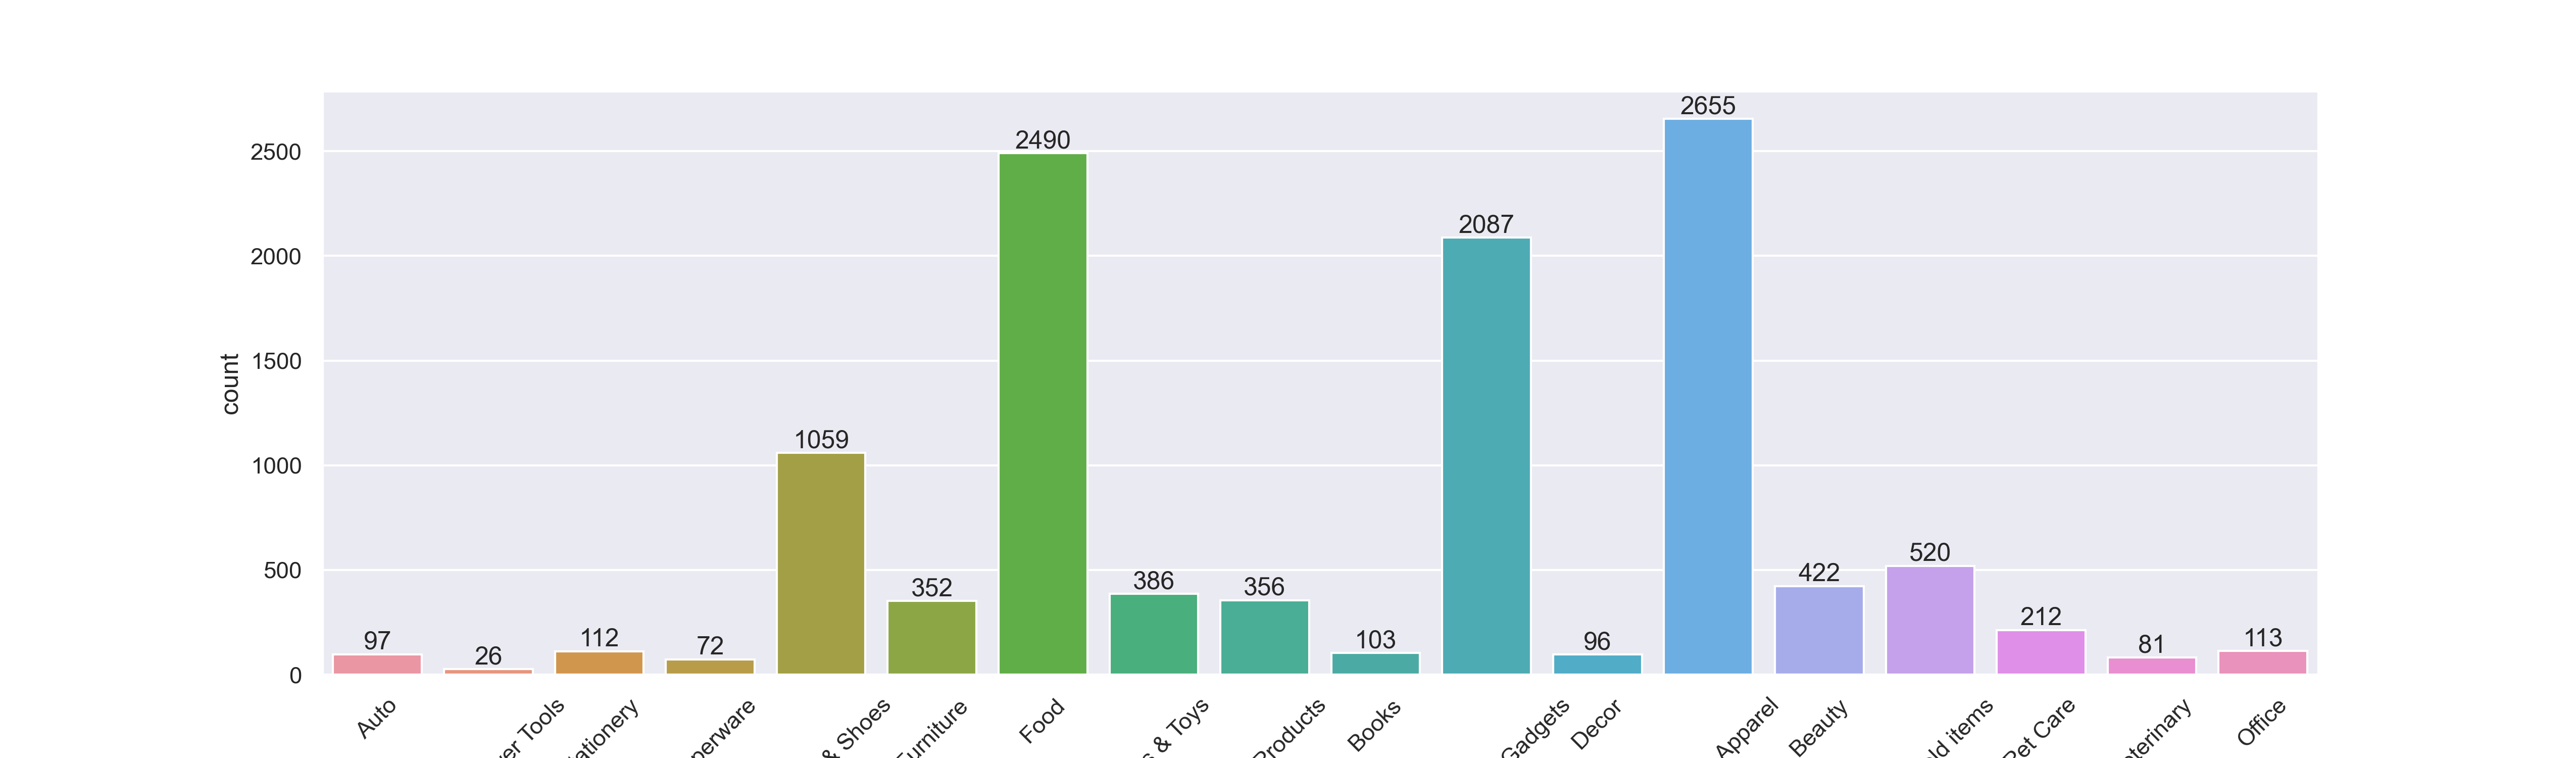 2655
2500
2490
2087
2000
count
1500
1059
1000
500
520
422
386
356
352
212
97
26
112
72
103
96
81
113
0
Auto
Tools
& Shoes
Furniture
Food
& Toys
Products
Books
Gadgets
Decor
Apparel
Beauty
items
Pet Care
Office